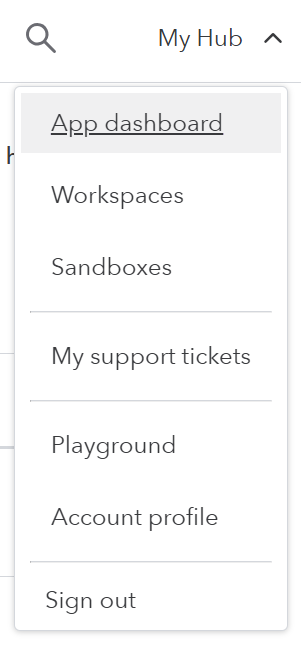 My Hub
App dashboard
Workspaces
Sandboxes
My support tickets
Playground
Account profile
Sign out